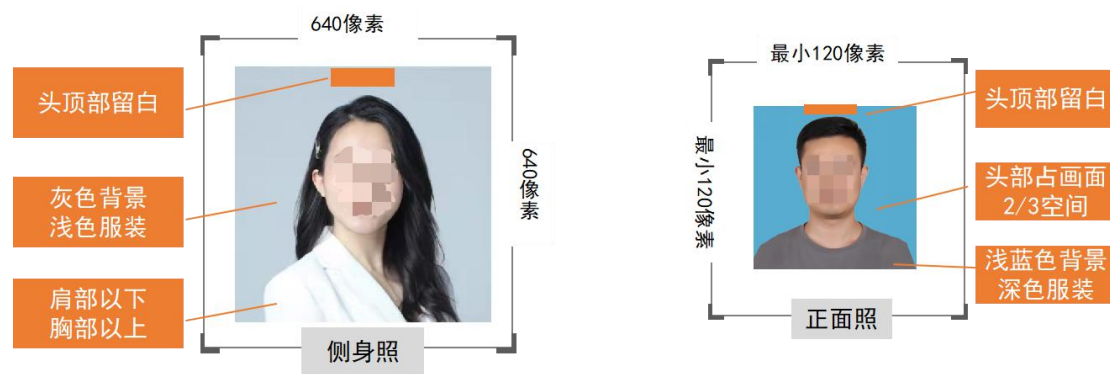 640像素
头顶部留白
灰色背景
浅色服装
肩部以下
胸部以上
640像素
侧身照
最小120像素
最小120像素
头顶部留白
头部占画面
2/3空间
浅蓝色背景
深色服装
正面照